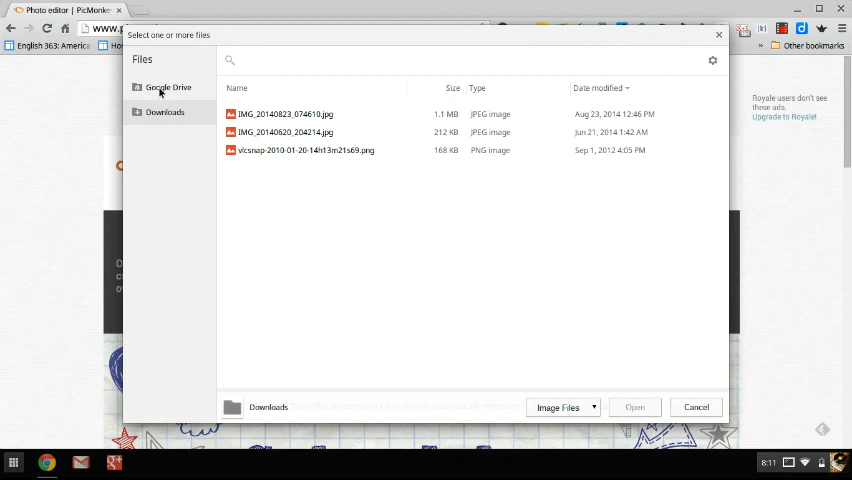 Photo editor | PicMonkey
www.p
English 363: America
Hor
» Other bookmarks
Select one or more files
Files
Google Drive
Downloads
Name Size Type Date modified
IMG_20140823_074610.jpg 1.1 MB JPEG image Aug 23, 2014 12:46 PM
IMG_20140620_204214.jpg 212 KB JPEG image Jun 21, 2014 1:42 AM
vlcsnap-2010-01-20-14h13m21s69.png 168 KB PNG image Sep 1, 2012 4:05 PM
Royale users don't see
these ads.
Upgrade to Royale!
Downloads
Image Files
Open
Cancel
8:11